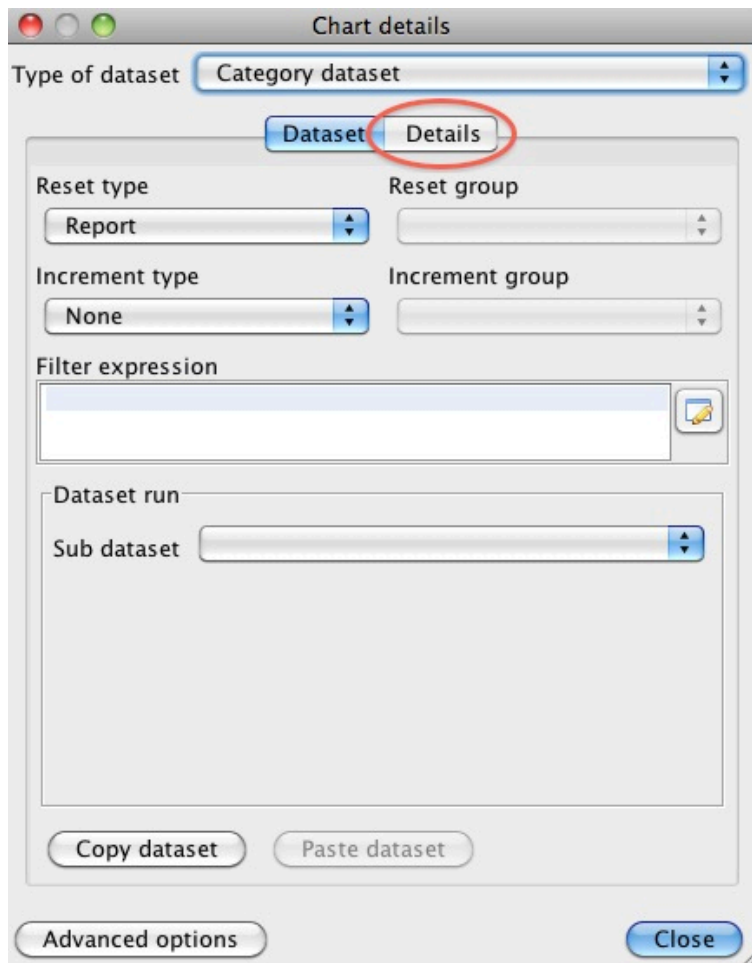 Chart details
Type of dataset Category dataset
Dataset Details
Reset type Reset group
Report
Increment type Increment group
None
Filter expression
Dataset run
Sub dataset
Copy dataset Paste dataset
Advanced options Close